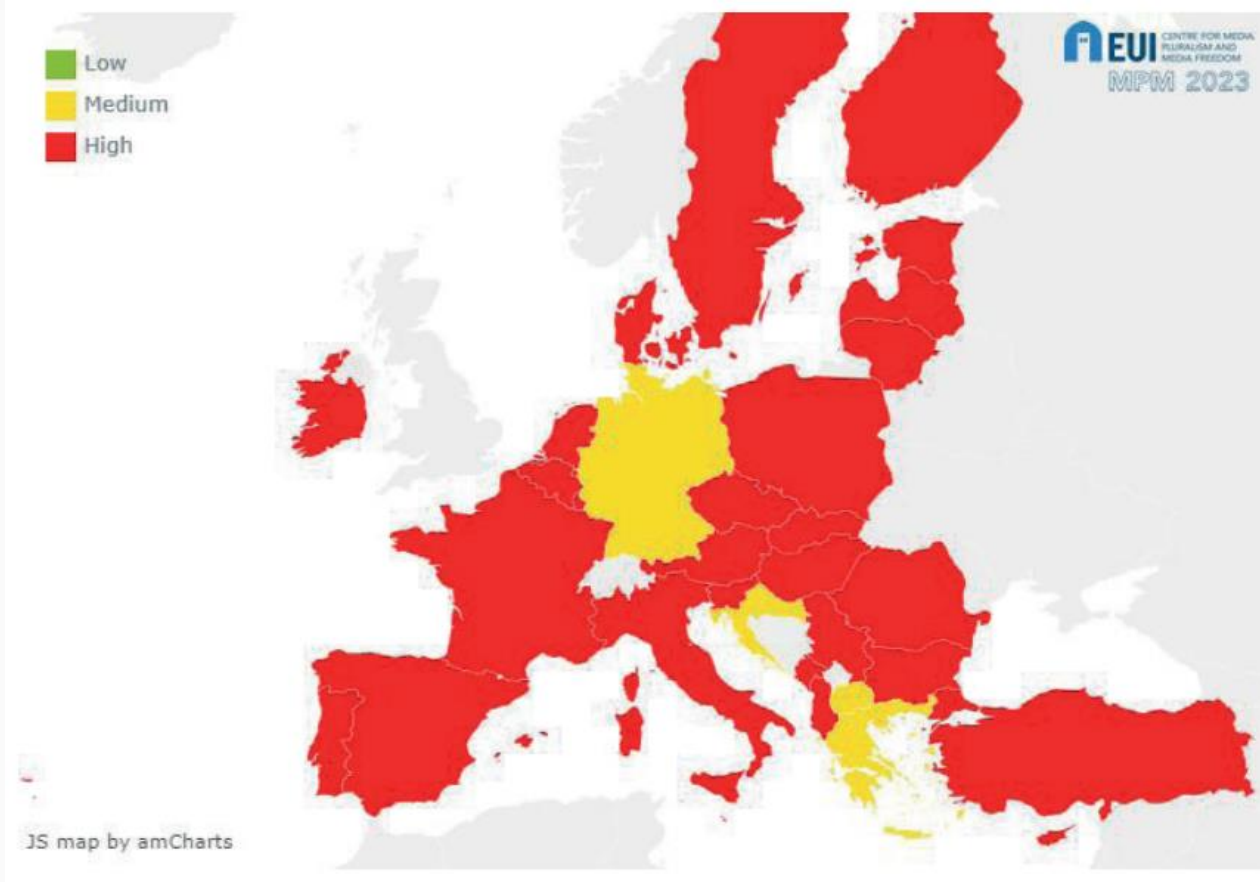 Low
Medium
High
EUI
CENTRE FOR MEDIA
PLURALISM AND
MEDIA FREEDOM
MPM 2023
JS map by amCharts